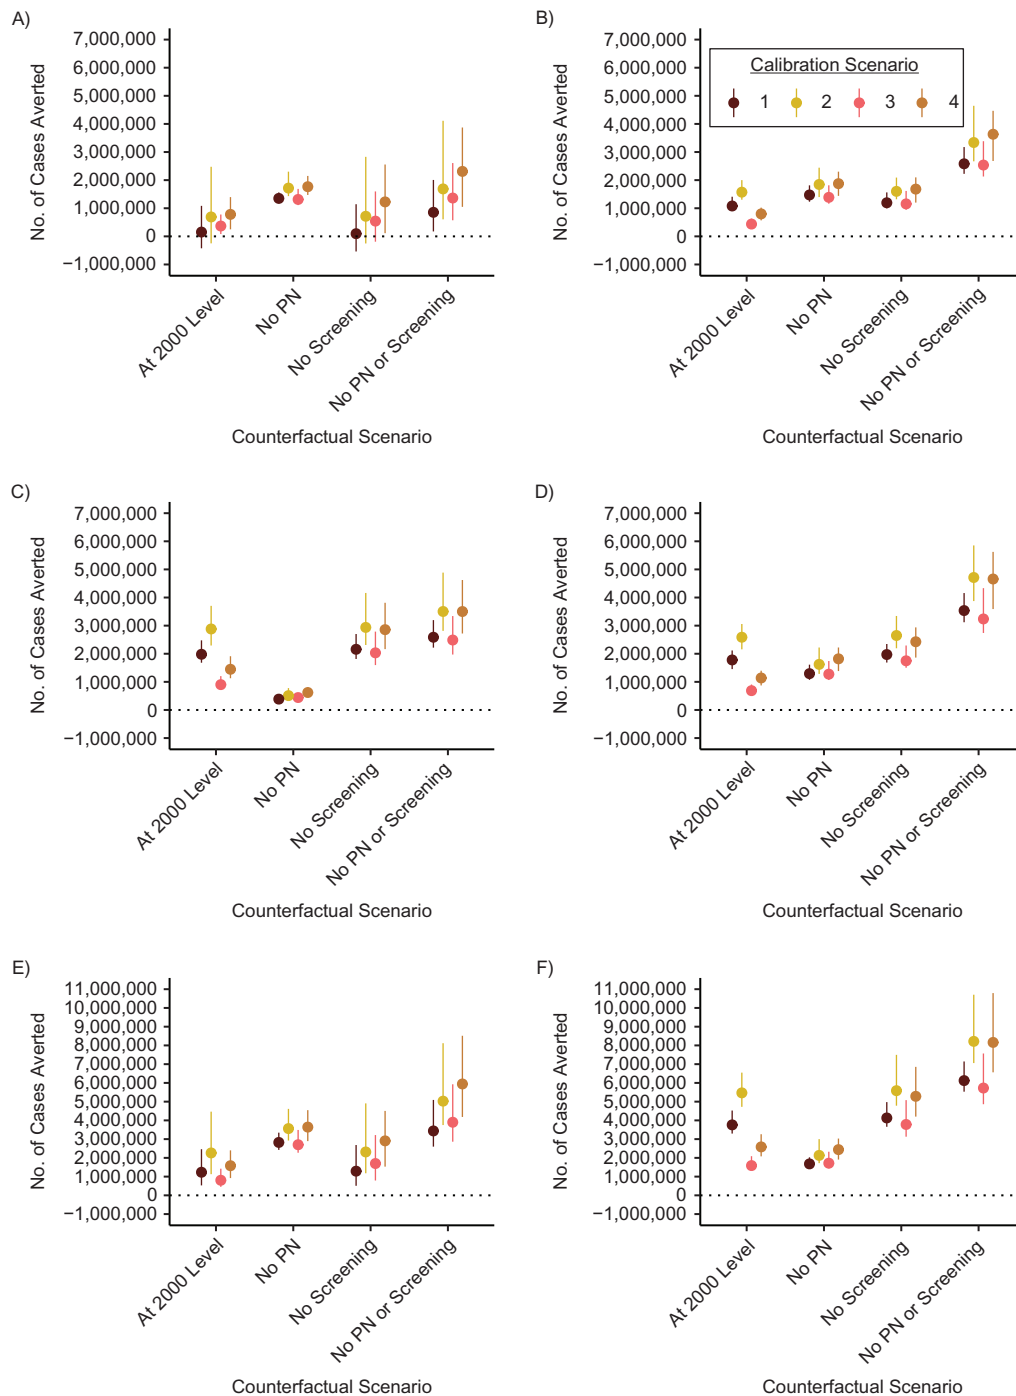 A)
No. of Cases Averted
7,000,000
6,000,000
5,000,000
4,000,000
3,000,000
2,000,000
1,000,000
0
−1,000,000
At 2000 Level
No PN
No Screening
No PN or Screening
Counterfactual Scenario
B)
No. of Cases Averted
7,000,000
6,000,000
5,000,000
4,000,000
3,000,000
2,000,000
1,000,000
0
−1,000,000
Calibration Scenario
1 2 3 4
At 2000 Level
No PN
No Screening
No PN or Screening
Counterfactual Scenario
C)
No. of Cases Averted
7,000,000
6,000,000
5,000,000
4,000,000
3,000,000
2,000,000
1,000,000
0
−1,000,000
At 2000 Level
No PN
No Screening
No PN or Screening
Counterfactual Scenario
D)
No. of Cases Averted
7,000,000
6,000,000
5,000,000
4,000,000
3,000,000
2,000,000
1,000,000
0
−1,000,000
At 2000 Level
No PN
No Screening
No PN or Screening
Counterfactual Scenario
E)
No. of Cases Averted
11,000,000
10,000,000
9,000,000
8,000,000
7,000,000
6,000,000
5,000,000
4,000,000
3,000,000
2,000,000
1,000,000
0
−1,000,000
At 2000 Level
No PN
No Screening
No PN or Screening
Counterfactual Scenario
F)
No. of Cases Averted
11,000,000
10,000,000
9,000,000
8,000,000
7,000,000
6,000,000
5,000,000
4,000,000
3,000,000
2,000,000
1,000,000
0
−1,000,000
At 2000 Level
No PN
No Screening
No PN or Screening
Counterfactual Scenario